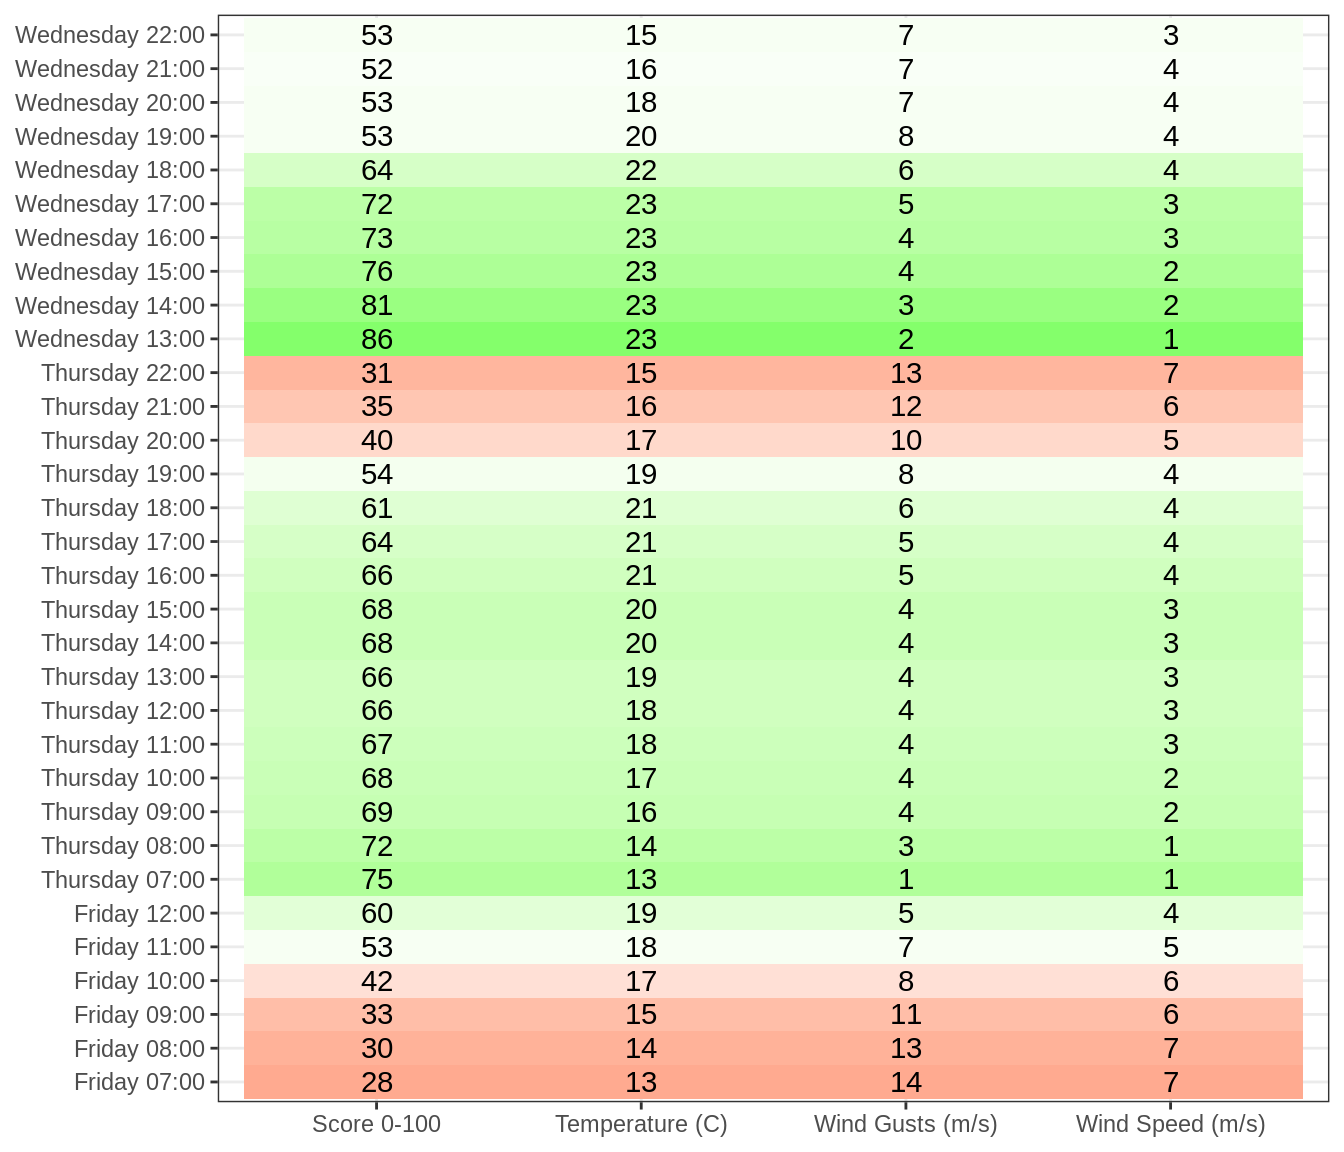 Wednesday 22:00 53 15 7 3
Wednesday 21:00 52 16 7 4
Wednesday 20:00 53 18 7 4
Wednesday 19:00 53 20 8 4
Wednesday 18:00 64 22 6 4
Wednesday 17:00 72 23 5 3
Wednesday 16:00 73 23 4 3
Wednesday 15:00 76 23 4 2
Wednesday 14:00 81 23 3 2
Wednesday 13:00 86 23 2 1
Thursday 22:00 31 15 13 7
Thursday 21:00 35 16 12 6
Thursday 20:00 40 17 10 5
Thursday 19:00 54 19 8 4
Thursday 18:00 61 21 6 4
Thursday 17:00 64 21 5 4
Thursday 16:00 66 21 5 4
Thursday 15:00 68 20 4 3
Thursday 14:00 68 20 4 3
Thursday 13:00 66 19 4 3
Thursday 12:00 66 18 4 3
Thursday 11:00 67 18 4 3
Thursday 10:00 68 17 4 2
Thursday 09:00 69 16 4 2
Thursday 08:00 72 14 3 1
Thursday 07:00 75 13 1 1
Friday 12:00 60 19 5 4
Friday 11:00 53 18 7 5
Friday 10:00 42 17 8 6
Friday 09:00 33 15 11 6
Friday 08:00 30 14 13 7
Friday 07:00 28 13 14 7
Score 0-100 Temperature (C) Wind Gusts (m/s) Wind Speed (m/s)